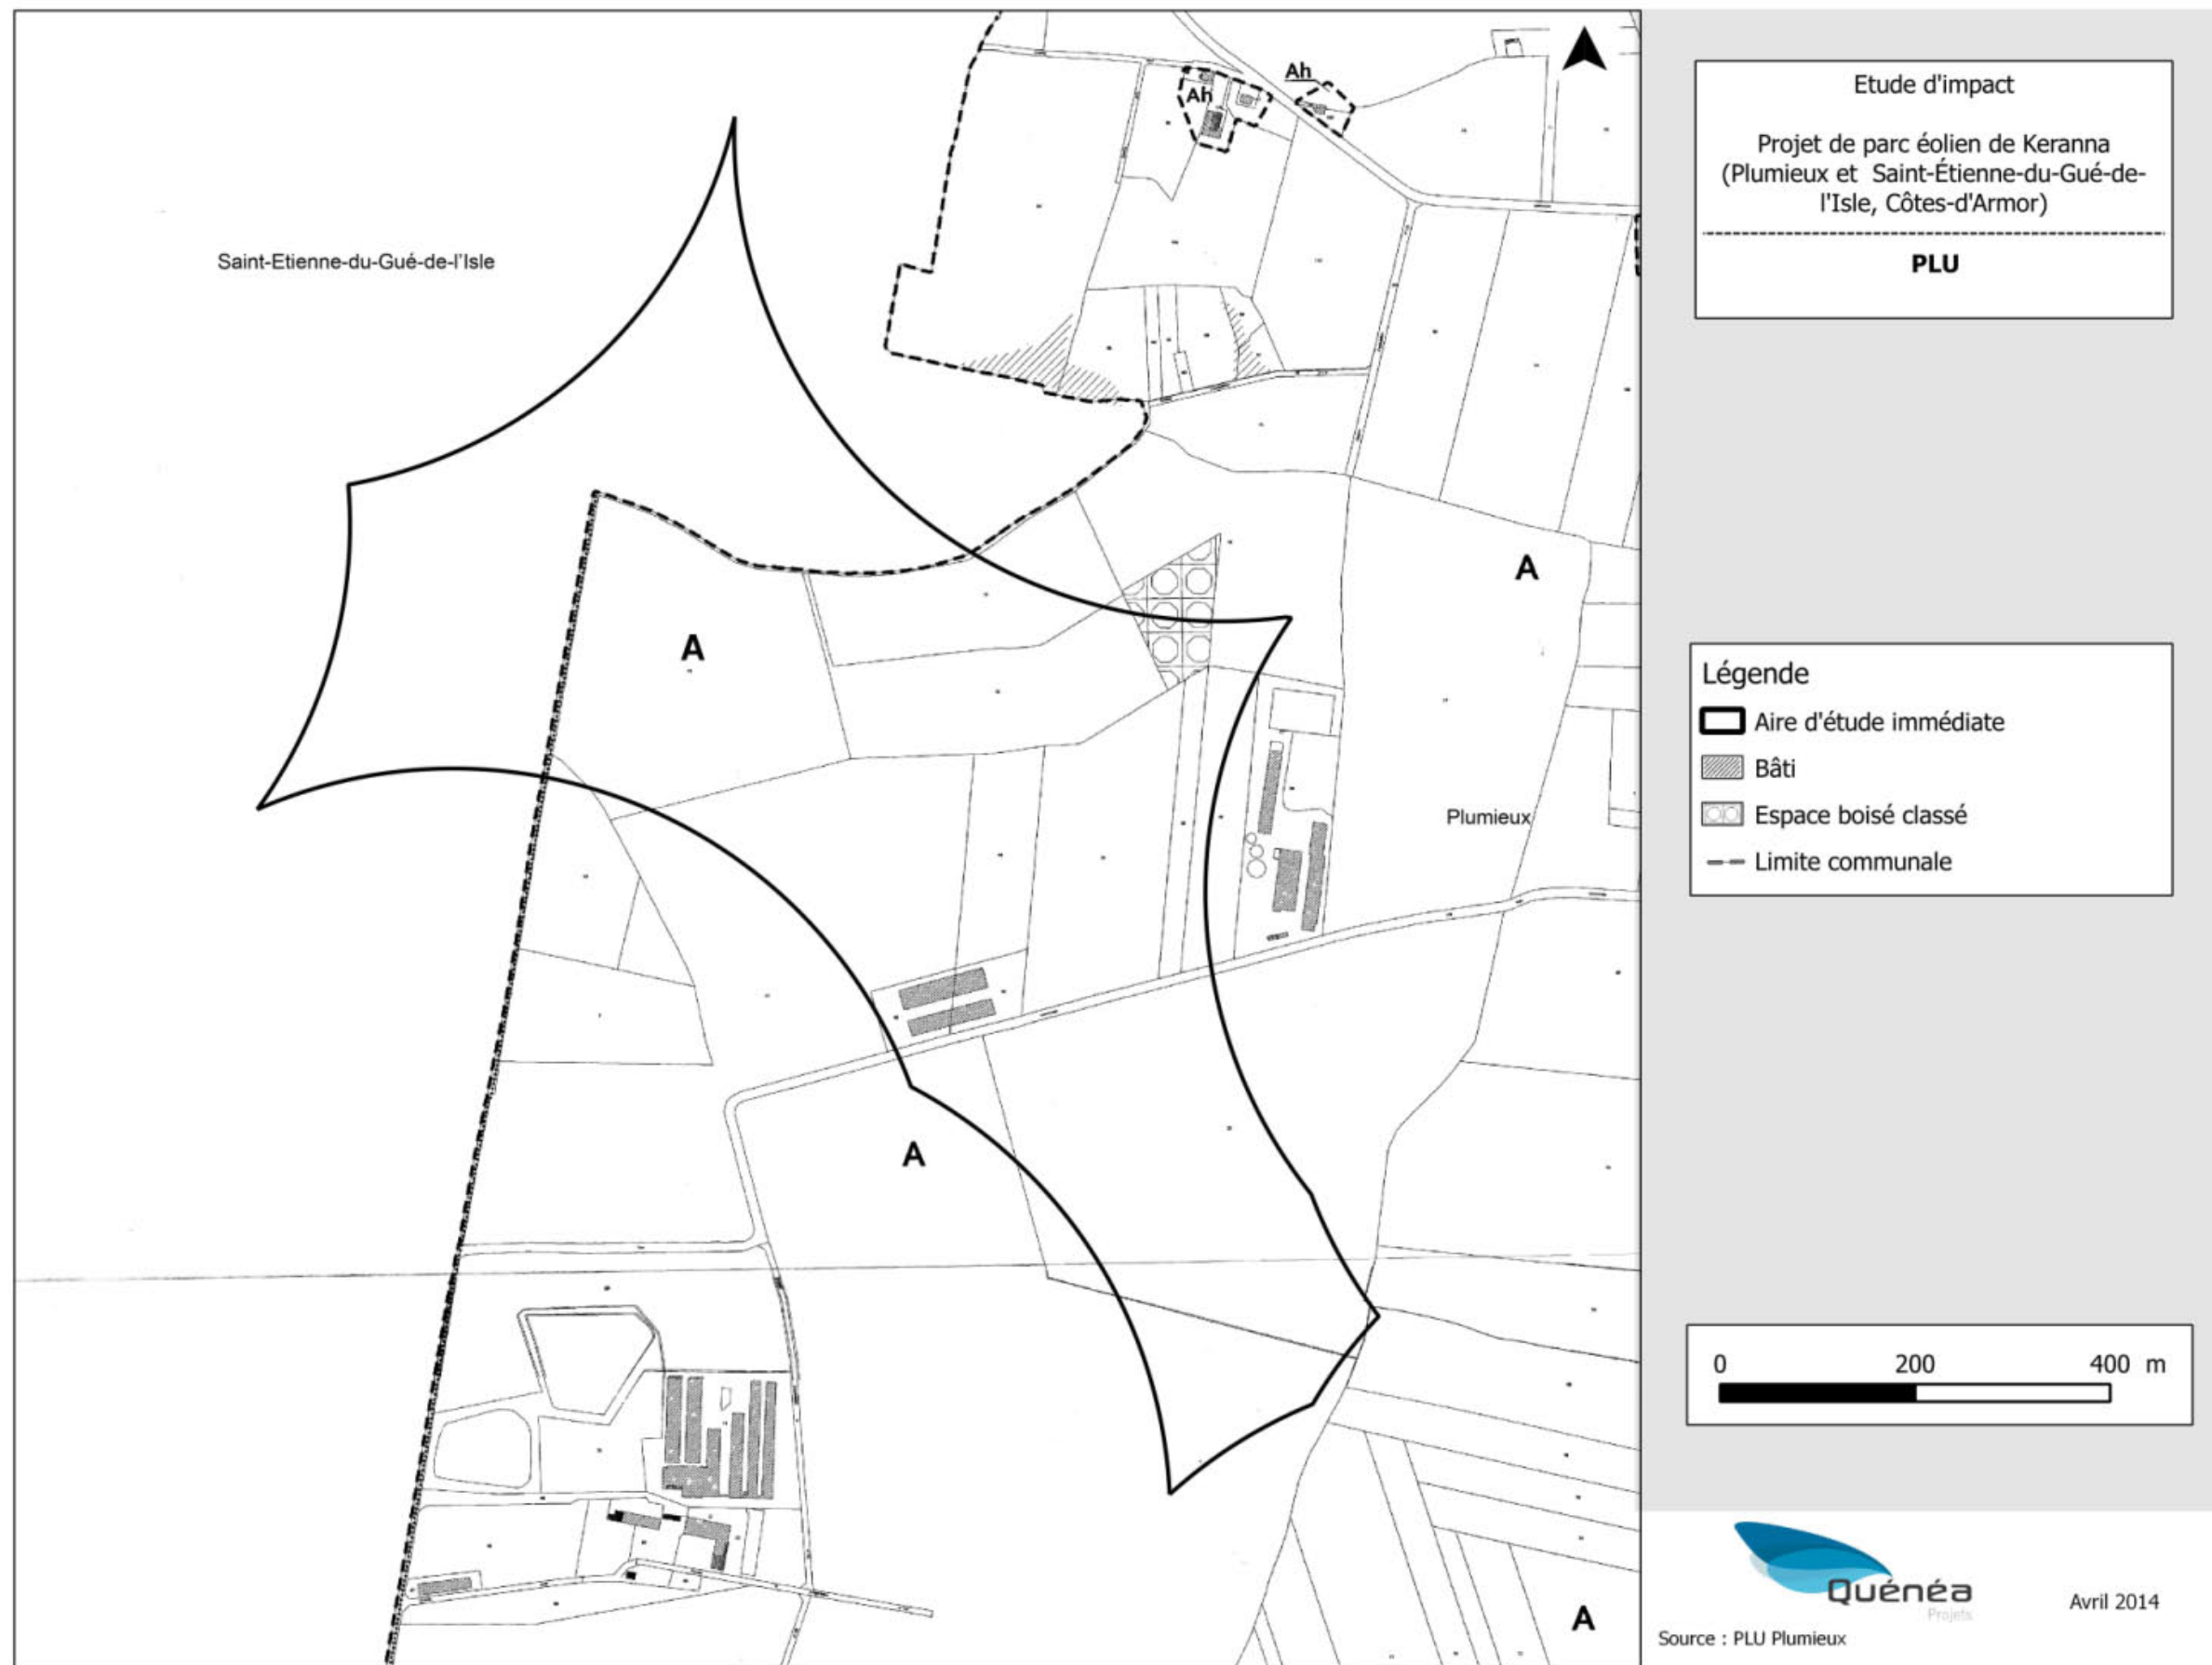 Ah
Ah
Saint-Etienne-du-Gué-de-l'Isle
A
A
Plumieux
A
A
Etude d'impact
Projet de parc éolien de Keranna
(Plumieux et Saint-Étienne-du-Gué-de-
l'Isle, Côtes-d'Armor)
PLU
Légende
Aire d'étude immédiate
Bâti
Espace boisé classé
Limite communale
0 200 400 m
Quénéa
Projets
Avril 2014
Source : PLU Plumieux